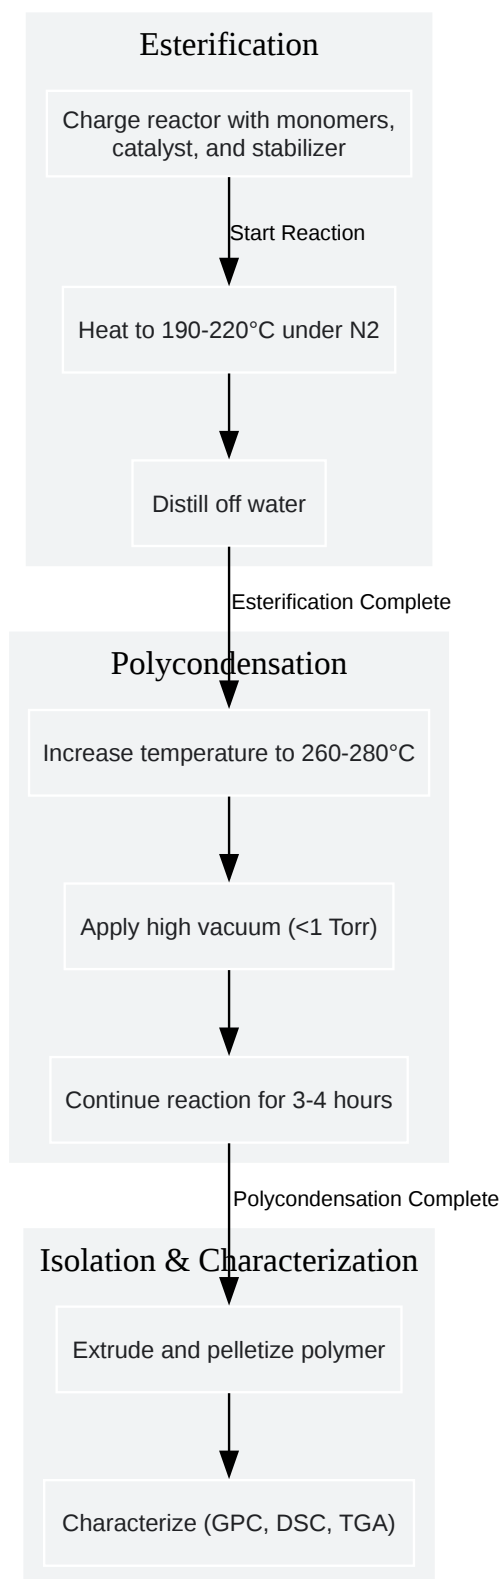 Esterification
Charge reactor with monomers,
catalyst, and stabilizer
Start Reaction
Heat to 190-220°C under N2
Distill off water
Esterification Complete
Polycondensation
Increase temperature to 260-280°C
Apply high vacuum (<1 Torr)
Continue reaction for 3-4 hours
Polycondensation Complete
Isolation & Characterization
Extrude and pelletize polymer
Characterize (GPC, DSC, TGA)